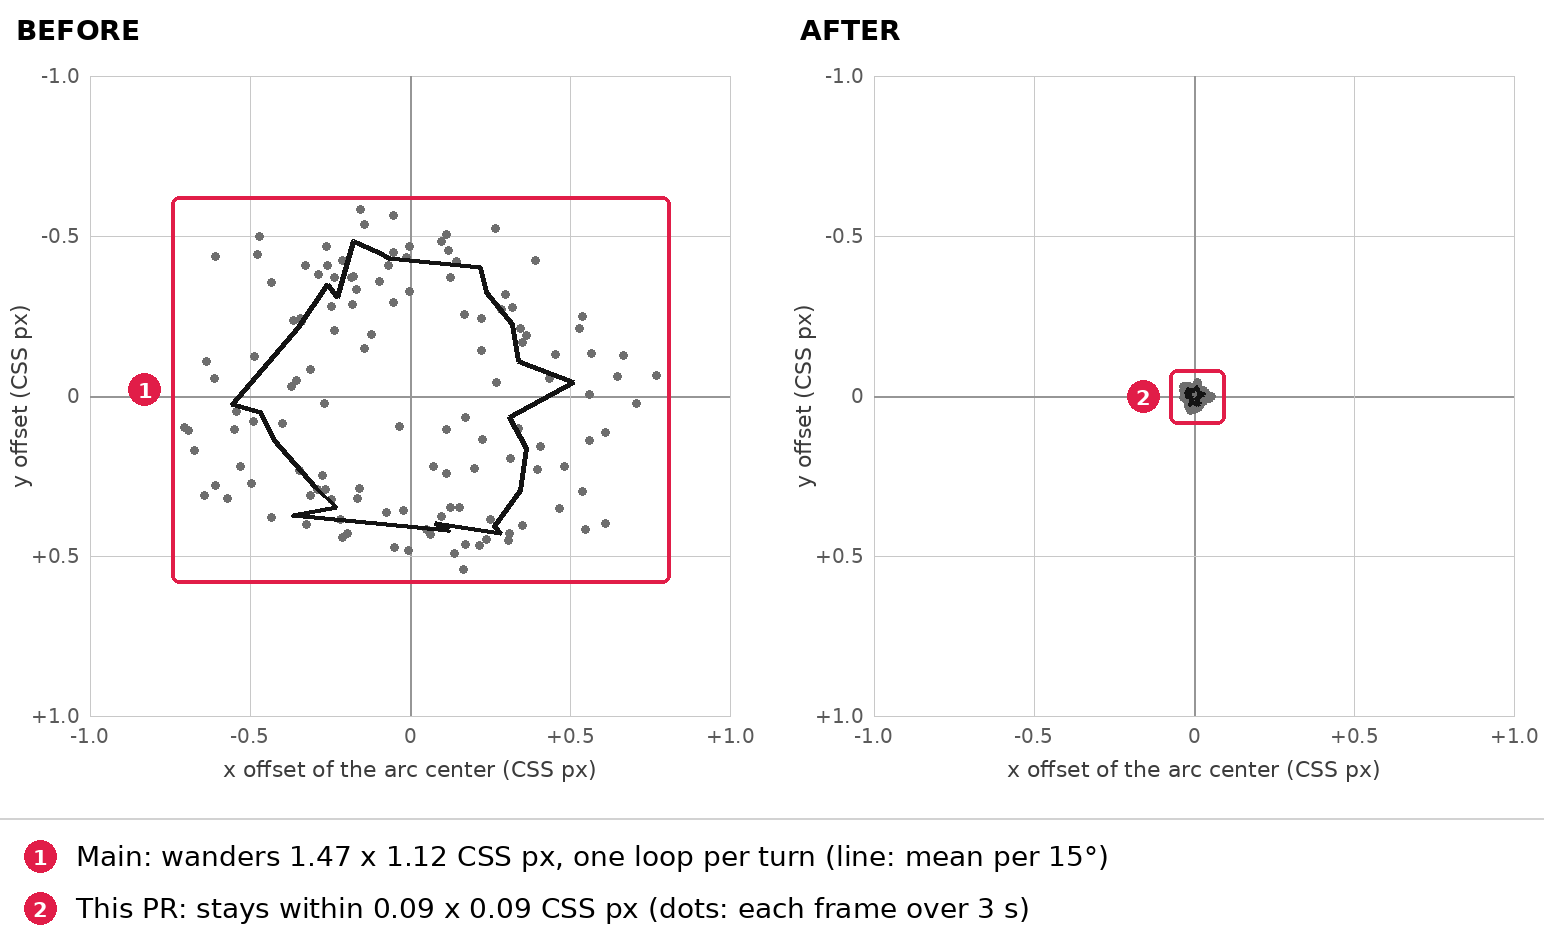 BEFORE
AFTER
-1.0
-0.5
0
+0.5
+1.0
y offset (CSS px)
1
-1.0
-0.5
0
+0.5
+1.0
x offset of the arc center (CSS px)
-1.0
-0.5
0
+0.5
+1.0
y offset (CSS px)
2
-1.0
-0.5
0
+0.5
+1.0
x offset of the arc center (CSS px)
1 Main: wanders 1.47 x 1.12 CSS px, one loop per turn (line: mean per 15°)
2 This PR: stays within 0.09 x 0.09 CSS px (dots: each frame over 3 s)